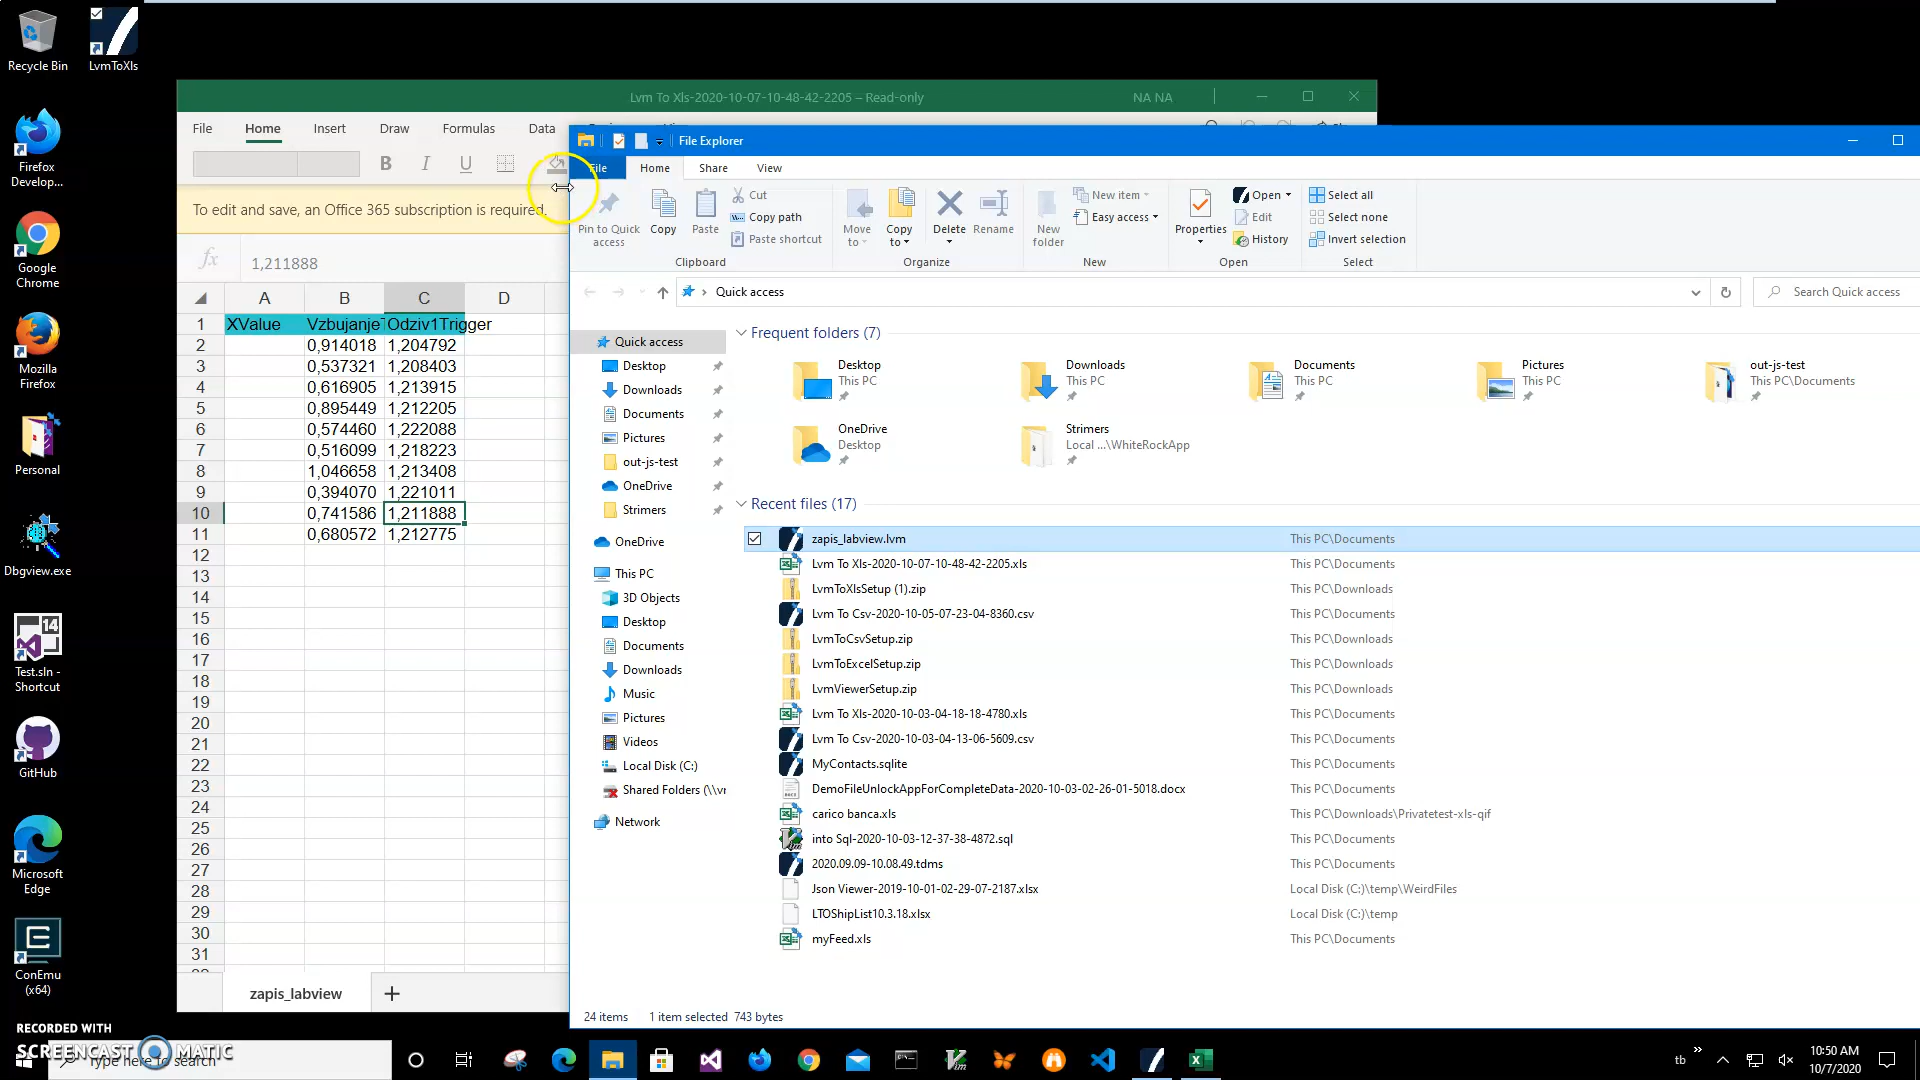 Recycle Bin
LvmToXls
Firefox
Develop...
Google
Chrome
Mozilla
Firefox
Personal
Dbgview.exe
14
Test.sln -
Shortcut
GitHub
Microsoft
Edge
ConEmu
(x64)
Lvm To Xls-2020-10-07-10-48-42-2205 – Read-only
NA NA
File Home Insert Draw Formulas Data
B I U
To edit and save, an Office 365 subscription is required.
fx 1,211888
A B C D
1 XValue VzbujanjeT Odziv1Trigger
2 0,914018 1,204792
3 0,537321 1,208403
4 0,616905 1,213915
5 0,895449 1,212205
6 0,574460 1,222088
7 0,516099 1,218223
8 1,046658 1,213408
9 0,394070 1,221011
10 0,741586 1,211888
11 0,680572 1,212775
12
13
14
15
16
17
18
19
20
21
22
23
24
25
26
27
28
29
30
31
zapis_labview
File Explorer
File Home Share View
Pin to Quick
access
Copy
Paste
Cut
Copy path
Paste shortcut
Clipboard
Move
to
Copy
to
Delete
Rename
Organize
New
folder
New item
Easy access
New
Properties
Open
Edit
History
Open
Select all
Select none
Invert selection
Select
Quick access
Search Quick access
Quick access
Desktop
Downloads
Documents
Pictures
out-js-test
OneDrive
Strimers
OneDrive
This PC
3D Objects
Desktop
Documents
Downloads
Music
Pictures
Videos
Local Disk (C:)
Shared Folders (\\vr
Network
Frequent folders (7)
Desktop
This PC
Downloads
This PC
Documents
This PC
Pictures
This PC
out-js-test
This PC\Documents
OneDrive
Desktop
Strimers
Local ...\WhiteRockApp
Recent files (17)
zapis_labview.lvm This PC\Documents
Lvm To Xls-2020-10-07-10-48-42-2205.xls This PC\Documents
LvmToXlsSetup (1).zip This PC\Downloads
Lvm To Csv-2020-10-05-07-23-04-8360.csv This PC\Documents
LvmToCsvSetup.zip This PC\Downloads
LvmToExcelSetup.zip This PC\Downloads
LvmViewerSetup.zip This PC\Downloads
Lvm To Xls-2020-10-03-04-18-18-4780.xls This PC\Documents
Lvm To Csv-2020-10-03-04-13-06-5609.csv This PC\Documents
MyContacts.sqlite This PC\Documents
DemoFileUnlockAppForCompleteData-2020-10-03-02-26-01-5018.docx This PC\Documents
carico banca.xls This PC\Downloads\Privatetest-xls-qif
into Sql-2020-10-03-12-37-38-4872.sql This PC\Documents
2020.09.09-10.08.49.tdms This PC\Documents
Json Viewer-2019-10-01-02-29-07-2187.xlsx Local Disk (C:)\temp\WeirdFiles
LTOShipList10.3.18.xlsx Local Disk (C:)\temp
myFeed.xls This PC\Documents
24 items 1 item selected 743 bytes
RECORDED WITH
SCREENCAST MATIC
Type here to search
tb
10:50 AM
10/7/2020